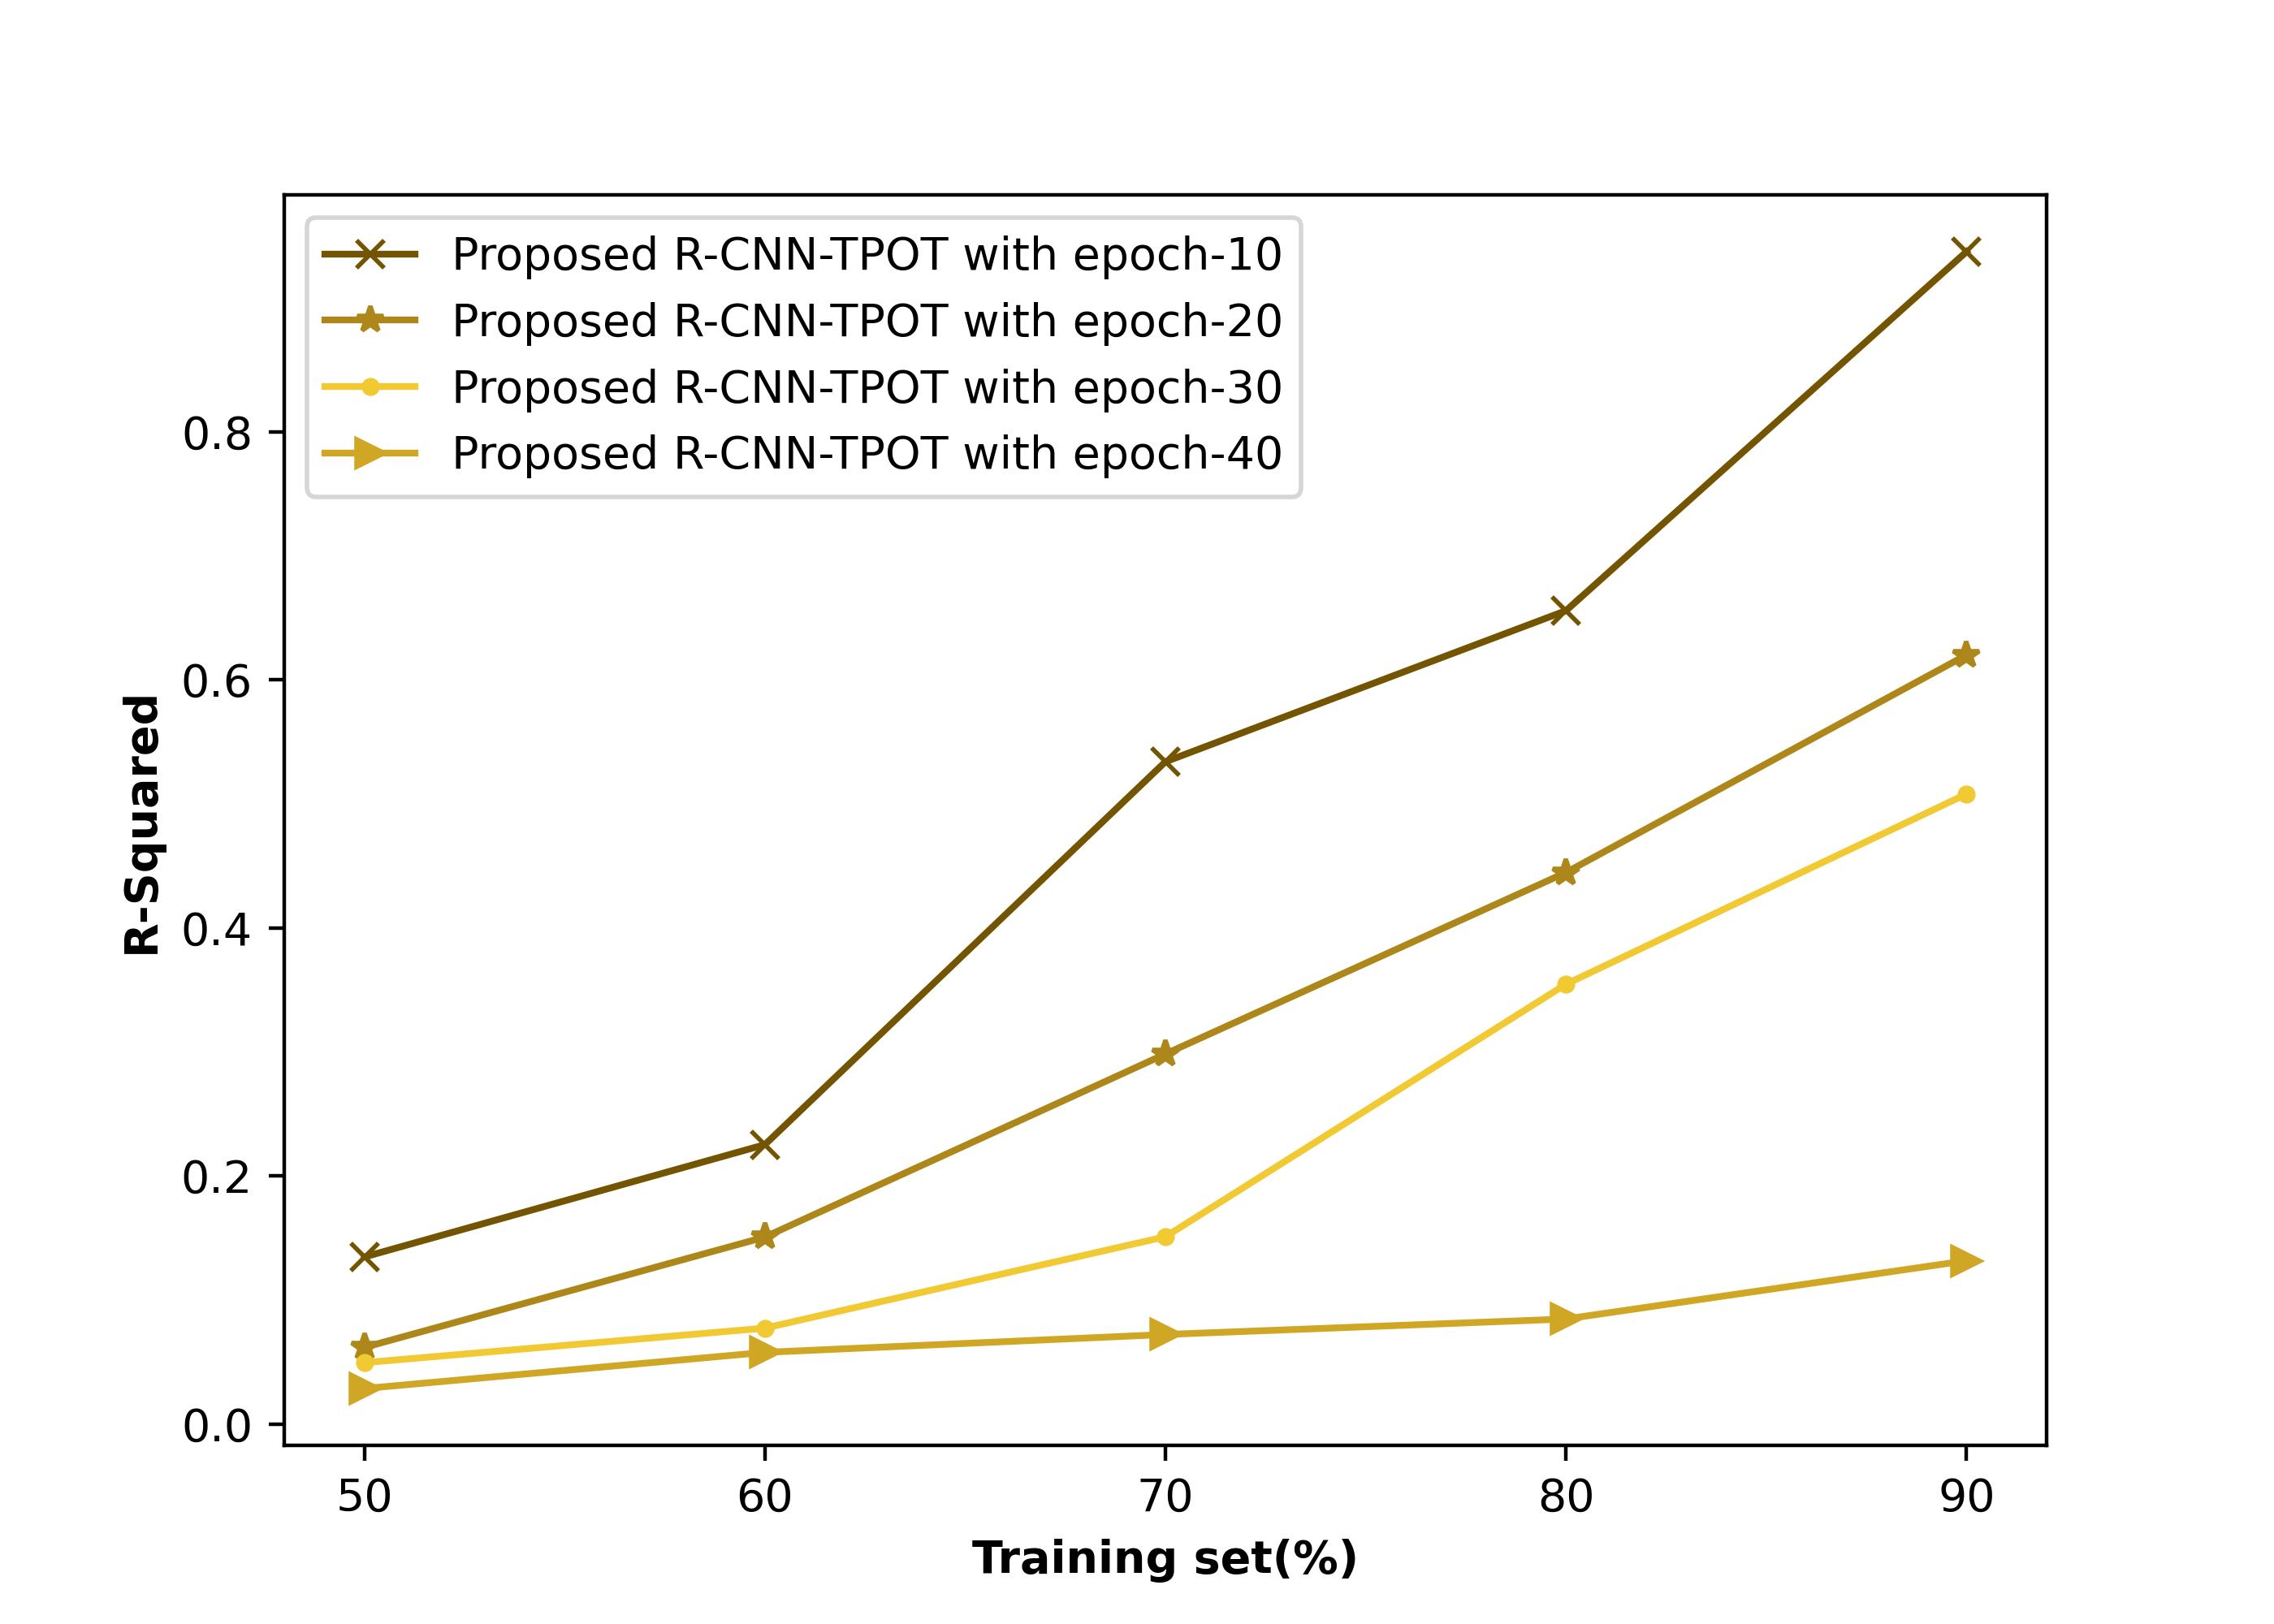 Proposed R-CNN-TPOT with epoch-10
Proposed R-CNN-TPOT with epoch-20
Proposed R-CNN-TPOT with epoch-30
Proposed R-CNN-TPOT with epoch-40
R-Squared
0.8
0.6
0.4
0.2
0.0
50 60 70 80 90
Training set(%)